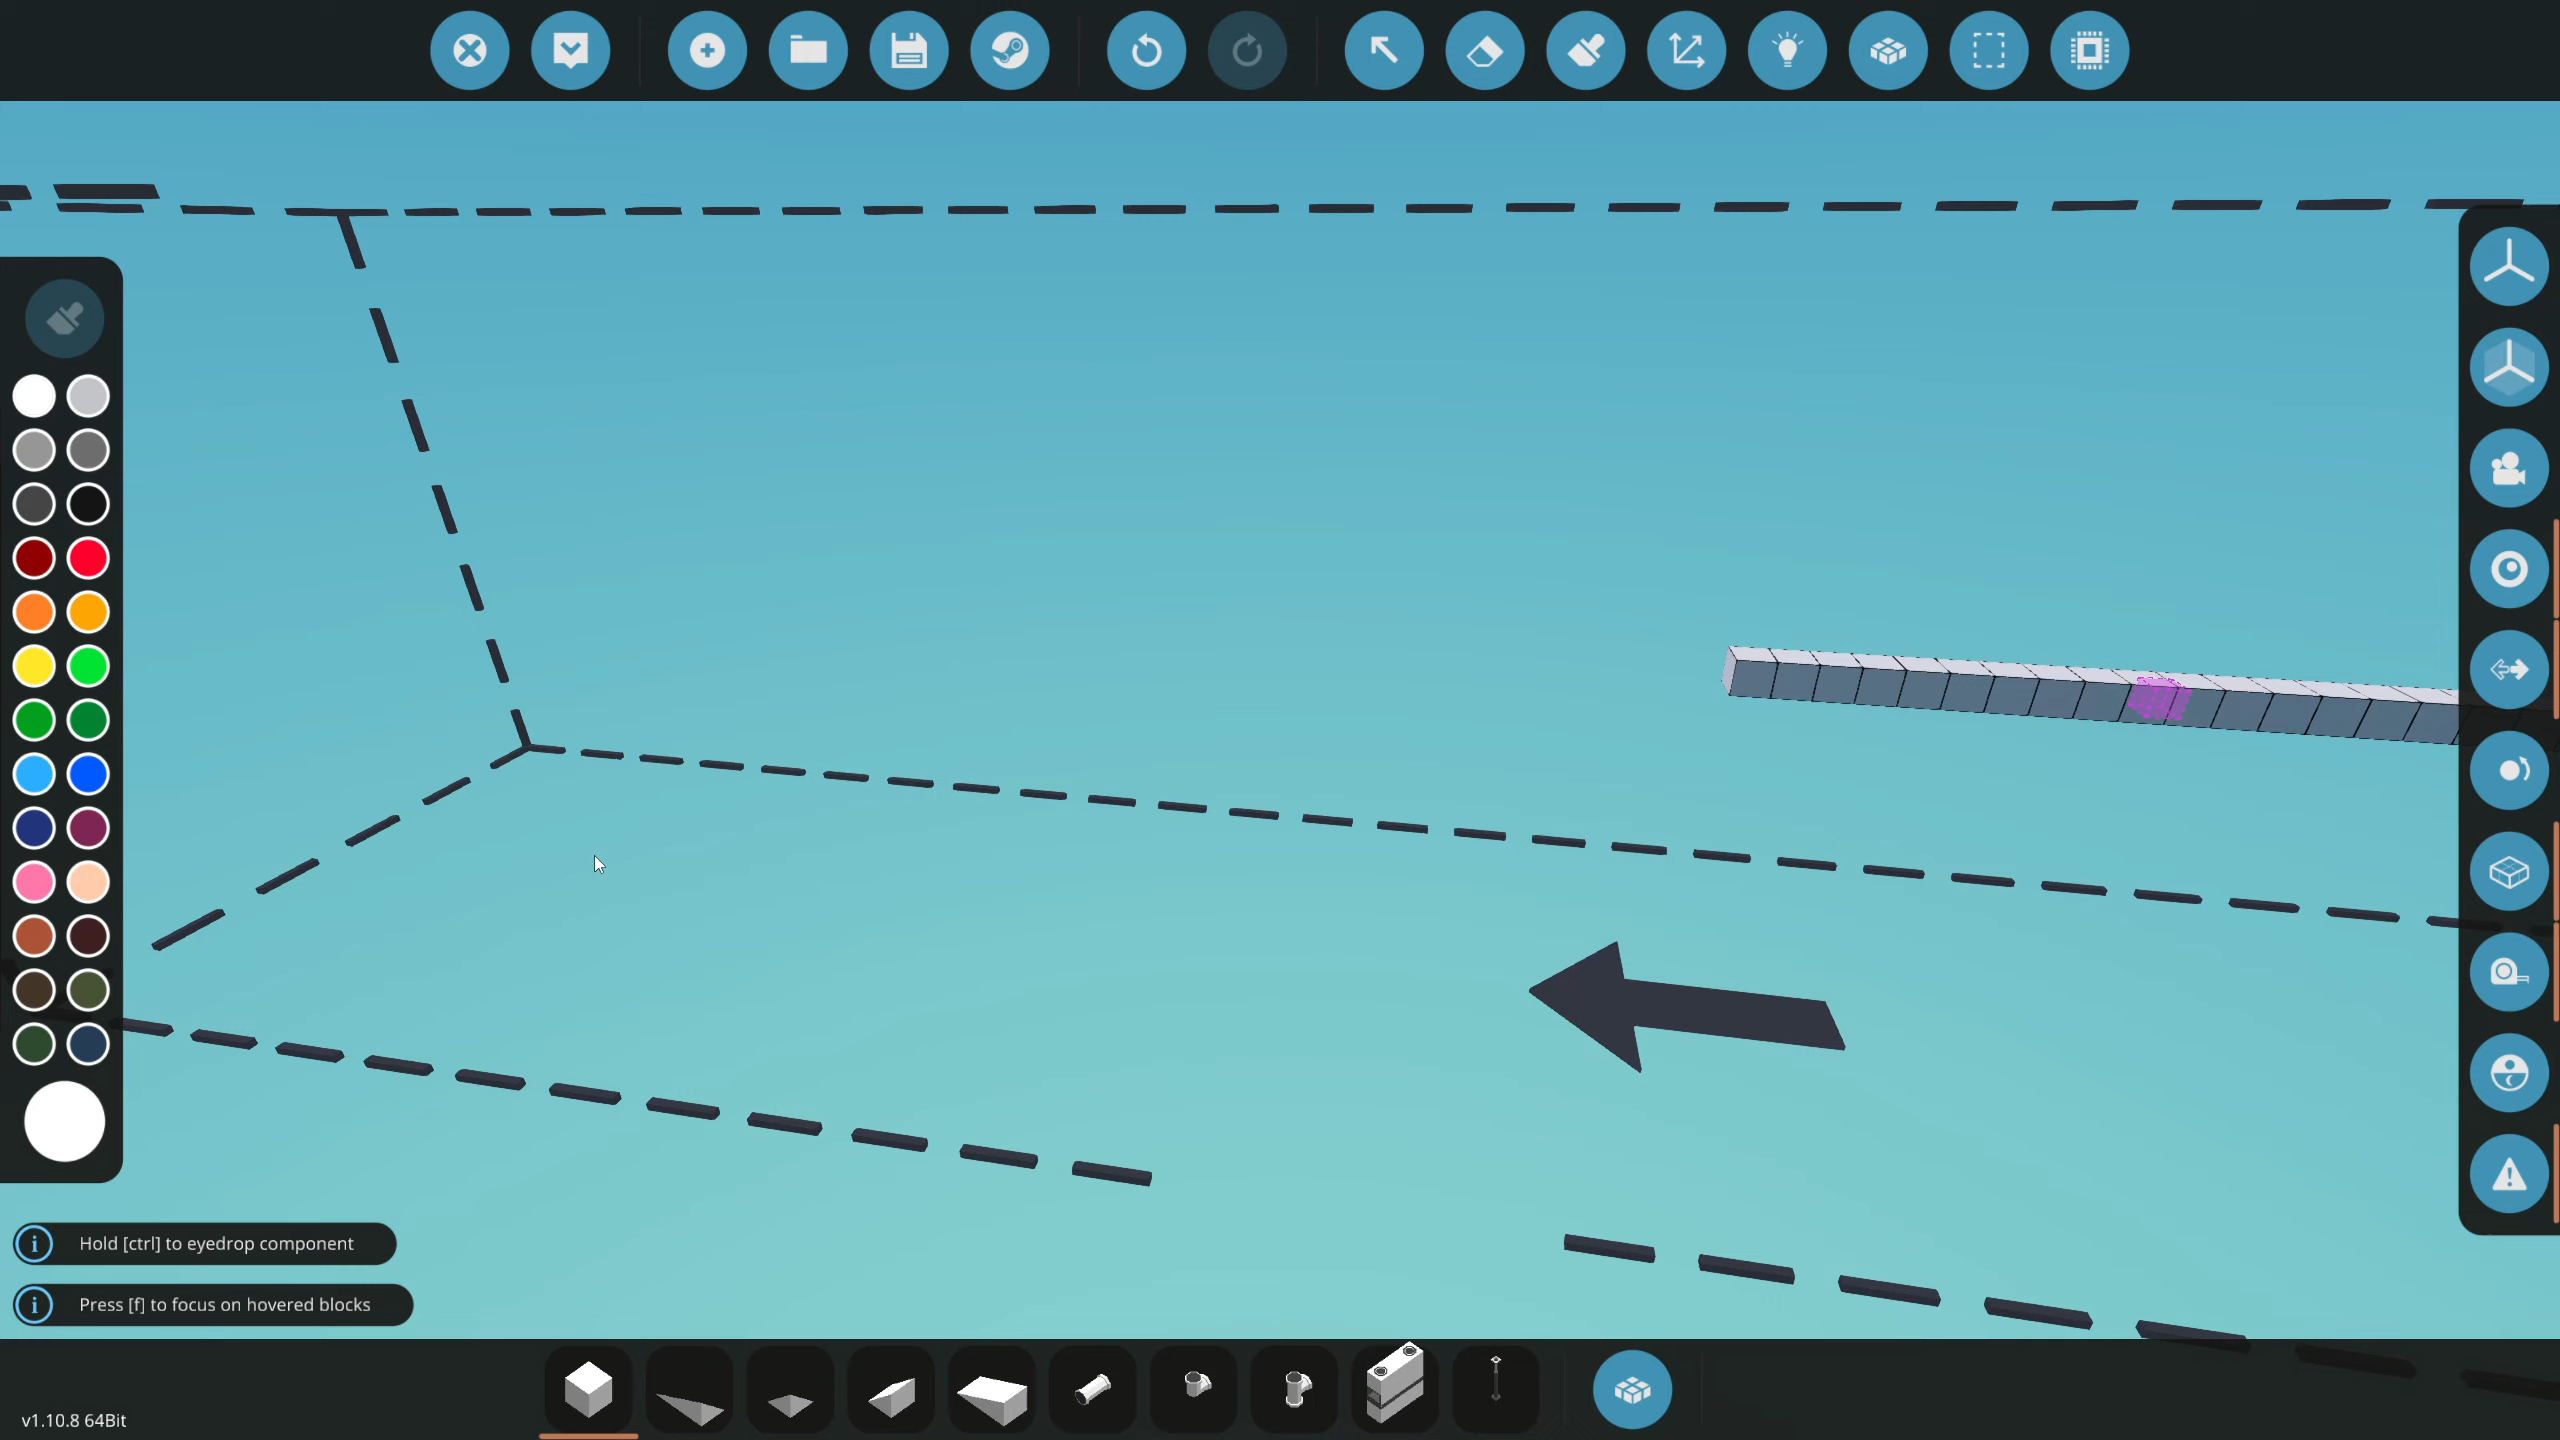 Hold [ctrl] to eyedrop component
Press [f] to focus on hovered blocks
v1.10.8 64Bit